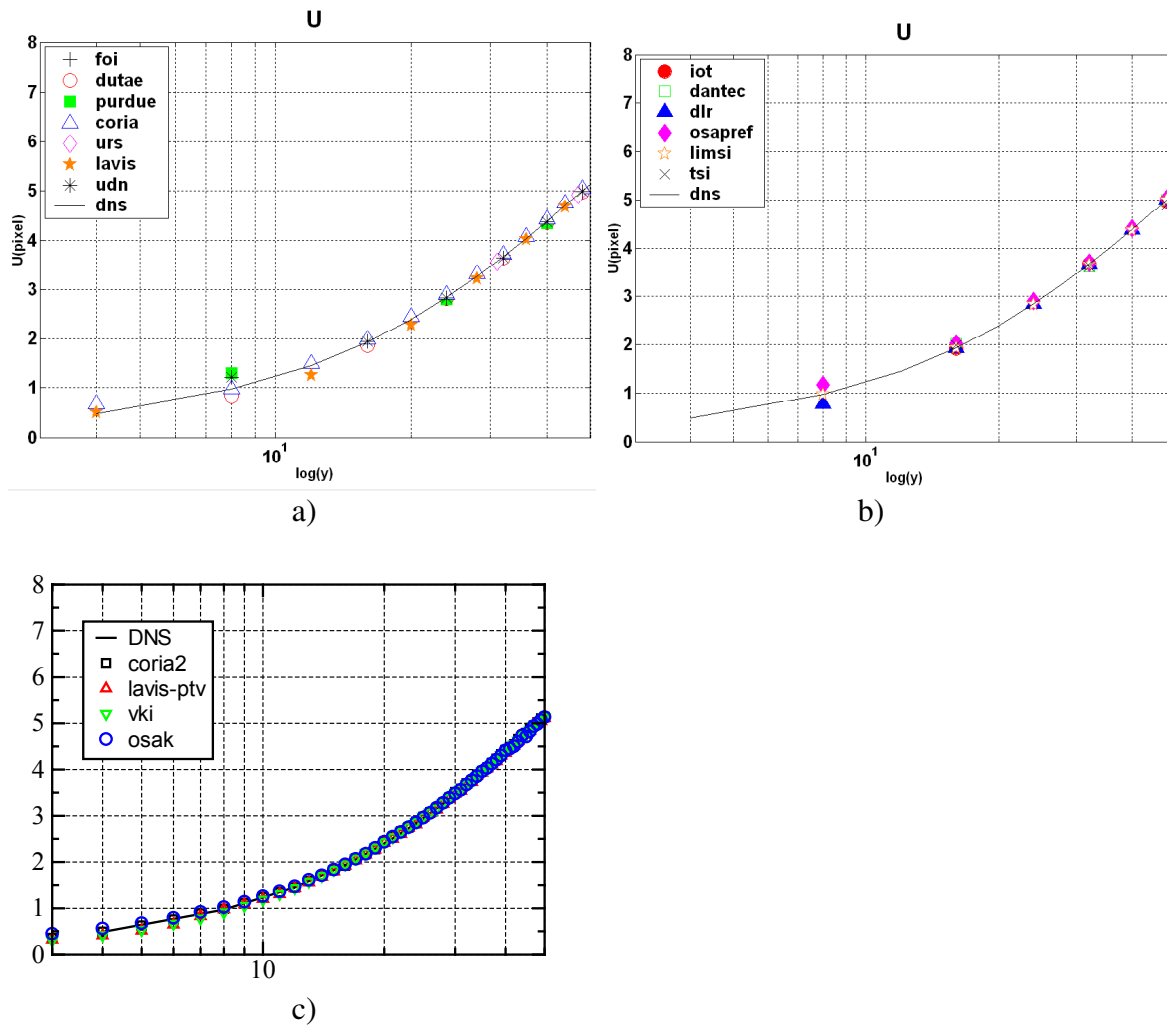 U
8
7
6
5
4
3
2
1
0
U(pixel)
foi
dutae
purdue
coria
urs
lavis
udn
dns
10^1
log(y)
a)
U
8
7
6
5
4
3
2
1
0
U(pixel)
iot
dantec
dlr
osapref
limsi
tsi
dns
10^1
log(y)
b)
8
7
6
5
4
3
2
1
0
DNS
coria2
lavis-ptv
vki
osak
10
c)